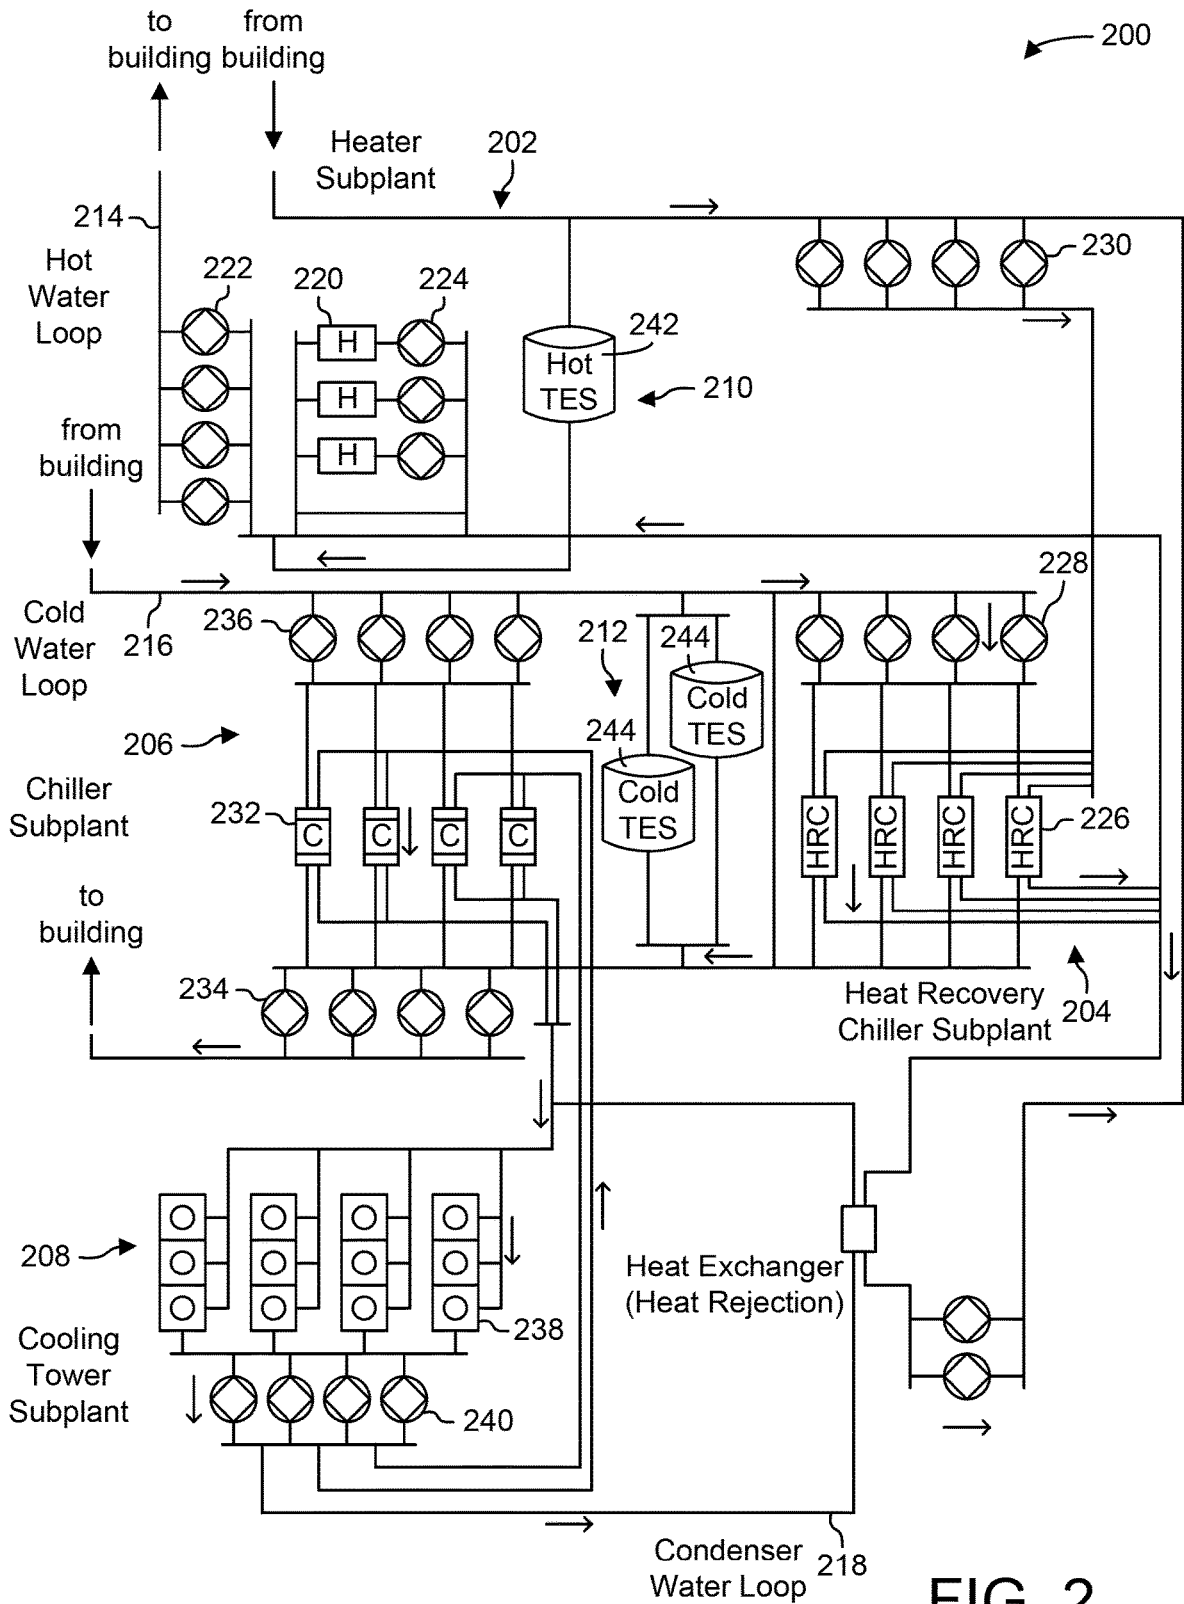 to
building
from
building
200
Heater
Subplant
202
214
Hot
Water
Loop
222
220
224
230
H
H
H
Hot
TES
242
210
from
building
228
Cold
Water
Loop
216
236
212
244
Cold
TES
244
Cold
TES
206
Chiller
Subplant
232
C
C
C
C
HRC
HRC
HRC
HRC
226
to
building
234
Heat Recovery
Chiller Subplant
204
208
Cooling
Tower
Subplant
238
240
Heat Exchanger
(Heat Rejection)
Condenser
Water Loop
218
FIG. 2